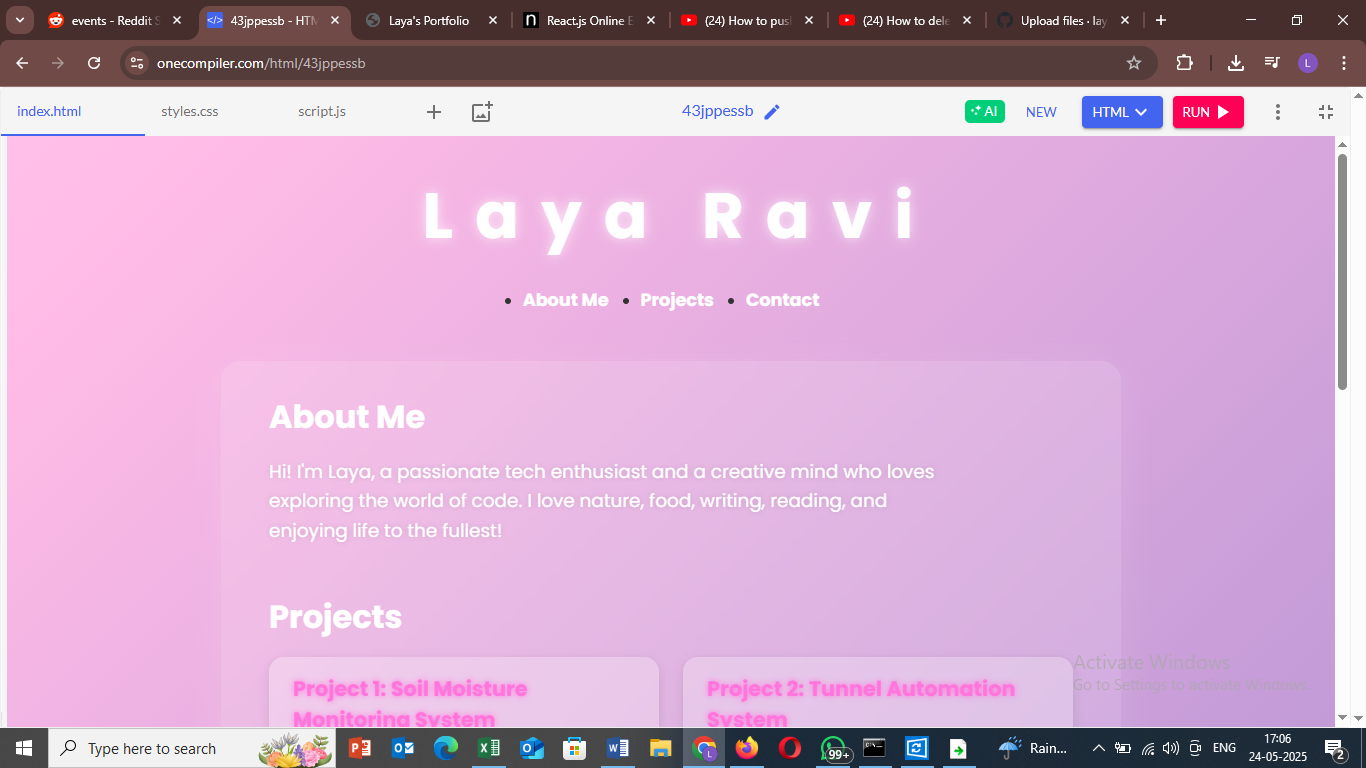 events - Reddit S
43jppessb - HTM
Laya's Portfolio
React.js Online E
(24) How to pus
(24) How to dele
Upload files · lay
onecompiler.com/html/43jppessb
L
index.html
styles.css
script.js
43jppessb
AI
NEW
HTML
RUN
Laya Ravi
• About Me
• Projects
• Contact
About Me
Hi! I'm Laya, a passionate tech enthusiast and a creative mind who loves
exploring the world of code. I love nature, food, writing, reading, and
enjoying life to the fullest!
Projects
Project 1: Soil Moisture
Monitoring System
Project 2: Tunnel Automation
System
Activate Windows
Go to Settings to activate Windows.
Type here to search
99+
Rain...
ENG
17:06
24-05-2025
2